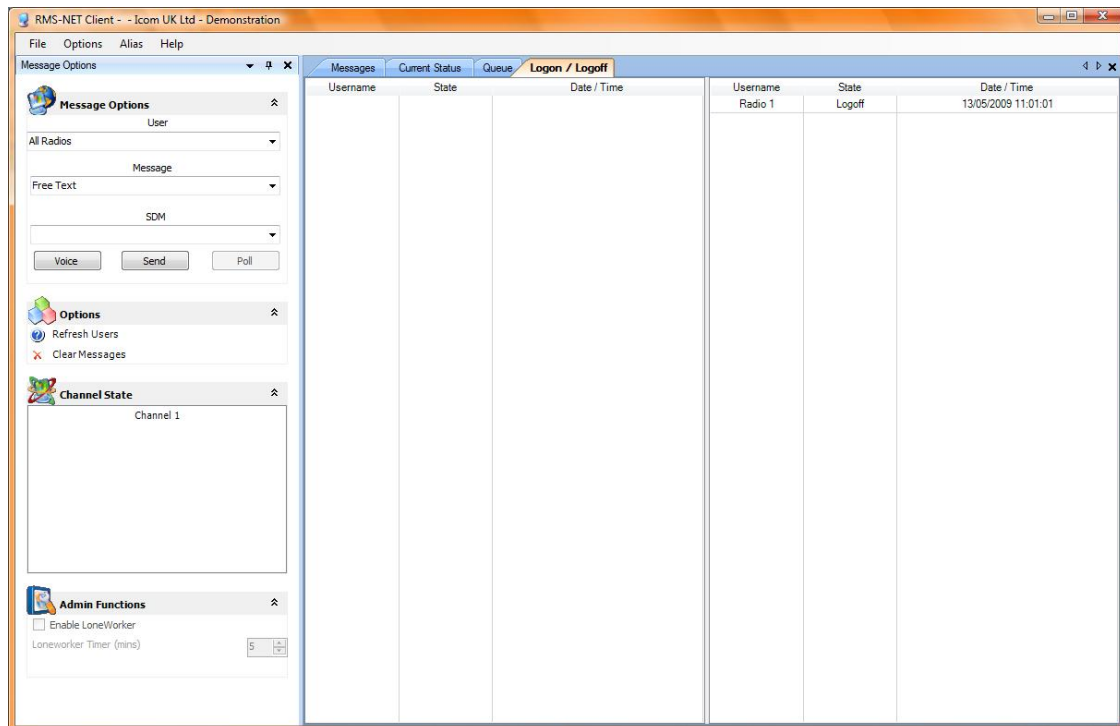 RMS-NET Client - - Icom UK Ltd - Demonstration
File Options Alias Help
Message Options
Message Options
User
All Radios
Message
Free Text
SDM
Voice Send Poll
Options
Refresh Users
Clear Messages
Channel State
Channel 1
Admin Functions
Enable LoneWorker
Loneworker Timer (mins) 5
Messages Current Status Queue Logon / Logoff
Username State Date / Time
Username State Date / Time
Radio 1 Logoff 13/05/2009 11:01:01